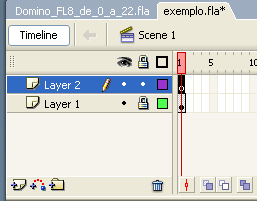 Domino_FL8_de_0_a_22.fla exemplo.fla*
Timeline Scene 1
1 5 10
Layer 2
Layer 1